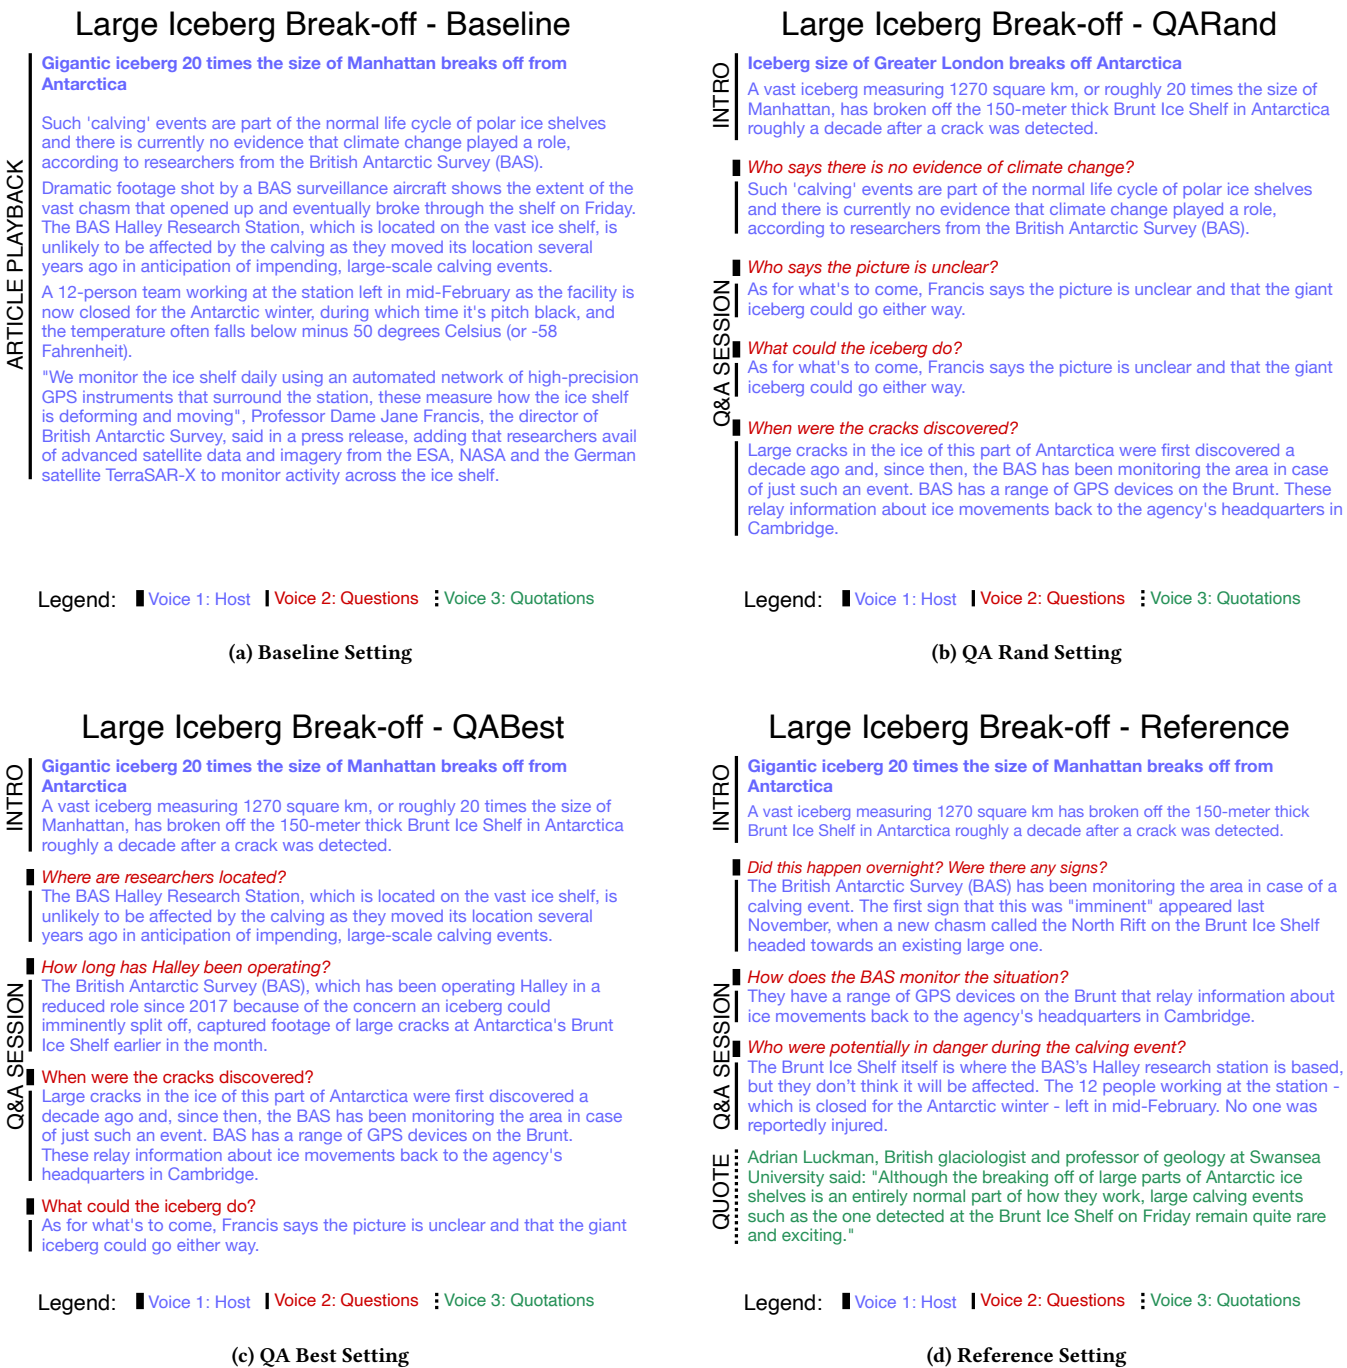 Large Iceberg Break-off - Baseline
ARTICLE PLAYBACK
Gigantic iceberg 20 times the size of Manhattan breaks off from
Antarctica
Such 'calving' events are part of the normal life cycle of polar ice shelves
and there is currently no evidence that climate change played a role,
according to researchers from the British Antarctic Survey (BAS).
Dramatic footage shot by a BAS surveillance aircraft shows the extent of the
vast chasm that opened up and eventually broke through the shelf on Friday.
The BAS Halley Research Station, which is located on the vast ice shelf, is
unlikely to be affected by the calving as they moved its location several
years ago in anticipation of impending, large-scale calving events.
A 12-person team working at the station left in mid-February as the facility is
now closed for the Antarctic winter, during which time it's pitch black, and
the temperature often falls below minus 50 degrees Celsius (or -58
Fahrenheit).
"We monitor the ice shelf daily using an automated network of high-precision
GPS instruments that surround the station, these measure how the ice shelf
is deforming and moving", Professor Dame Jane Francis, the director of
British Antarctic Survey, said in a press release, adding that researchers avail
of advanced satellite data and imagery from the ESA, NASA and the German
satellite TerraSAR-X to monitor activity across the ice shelf.
Legend: Voice 1: Host Voice 2: Questions Voice 3: Quotations
(a) Baseline Setting
Large Iceberg Break-off - QARand
INTRO
Iceberg size of Greater London breaks off Antarctica
A vast iceberg measuring 1270 square km, or roughly 20 times the size of
Manhattan, has broken off the 150-meter thick Brunt Ice Shelf in Antarctica
roughly a decade after a crack was detected.
Q&A SESSION
Who says there is no evidence of climate change?
Such 'calving' events are part of the normal life cycle of polar ice shelves
and there is currently no evidence that climate change played a role,
according to researchers from the British Antarctic Survey (BAS).
Who says the picture is unclear?
As for what's to come, Francis says the picture is unclear and that the giant
iceberg could go either way.
What could the iceberg do?
As for what's to come, Francis says the picture is unclear and that the giant
iceberg could go either way.
When were the cracks discovered?
Large cracks in the ice of this part of Antarctica were first discovered a
decade ago and, since then, the BAS has been monitoring the area in case
of just such an event. BAS has a range of GPS devices on the Brunt. These
relay information about ice movements back to the agency's headquarters in
Cambridge.
Legend: Voice 1: Host Voice 2: Questions Voice 3: Quotations
(b) QA Rand Setting
Large Iceberg Break-off - QABest
INTRO
Gigantic iceberg 20 times the size of Manhattan breaks off from
Antarctica
A vast iceberg measuring 1270 square km, or roughly 20 times the size of
Manhattan, has broken off the 150-meter thick Brunt Ice Shelf in Antarctica
roughly a decade after a crack was detected.
Q&A SESSION
Where are researchers located?
The BAS Halley Research Station, which is located on the vast ice shelf, is
unlikely to be affected by the calving as they moved its location several
years ago in anticipation of impending, large-scale calving events.
How long has Halley been operating?
The British Antarctic Survey (BAS), which has been operating Halley in a
reduced role since 2017 because of the concern an iceberg could
imminently split off, captured footage of large cracks at Antarctica's Brunt
Ice Shelf earlier in the month.
When were the cracks discovered?
Large cracks in the ice of this part of Antarctica were first discovered a
decade ago and, since then, the BAS has been monitoring the area in case
of just such an event. BAS has a range of GPS devices on the Brunt.
These relay information about ice movements back to the agency's
headquarters in Cambridge.
What could the iceberg do?
As for what's to come, Francis says the picture is unclear and that the giant
iceberg could go either way.
Legend: Voice 1: Host Voice 2: Questions Voice 3: Quotations
(c) QA Best Setting
Large Iceberg Break-off - Reference
INTRO
Gigantic iceberg 20 times the size of Manhattan breaks off from
Antarctica
A vast iceberg measuring 1270 square km has broken off the 150-meter thick
Brunt Ice Shelf in Antarctica roughly a decade after a crack was detected.
Q&A SESSION
Did this happen overnight? Were there any signs?
The British Antarctic Survey (BAS) has been monitoring the area in case of a
calving event. The first sign that this was "imminent" appeared last
November, when a new chasm called the North Rift on the Brunt Ice Shelf
headed towards an existing large one.
How does the BAS monitor the situation?
They have a range of GPS devices on the Brunt that relay information about
ice movements back to the agency's headquarters in Cambridge.
Who were potentially in danger during the calving event?
The Brunt Ice Shelf itself is where the BAS's Halley research station is based,
but they don't think it will be affected. The 12 people working at the station -
which is closed for the Antarctic winter - left in mid-February. No one was
reportedly injured.
QUOTE
Adrian Luckman, British glaciologist and professor of geology at Swansea
University said: "Although the breaking off of large parts of Antarctic ice
shelves is an entirely normal part of how they work, large calving events
such as the one detected at the Brunt Ice Shelf on Friday remain quite rare
and exciting."
Legend: Voice 1: Host Voice 2: Questions Voice 3: Quotations
(d) Reference Setting